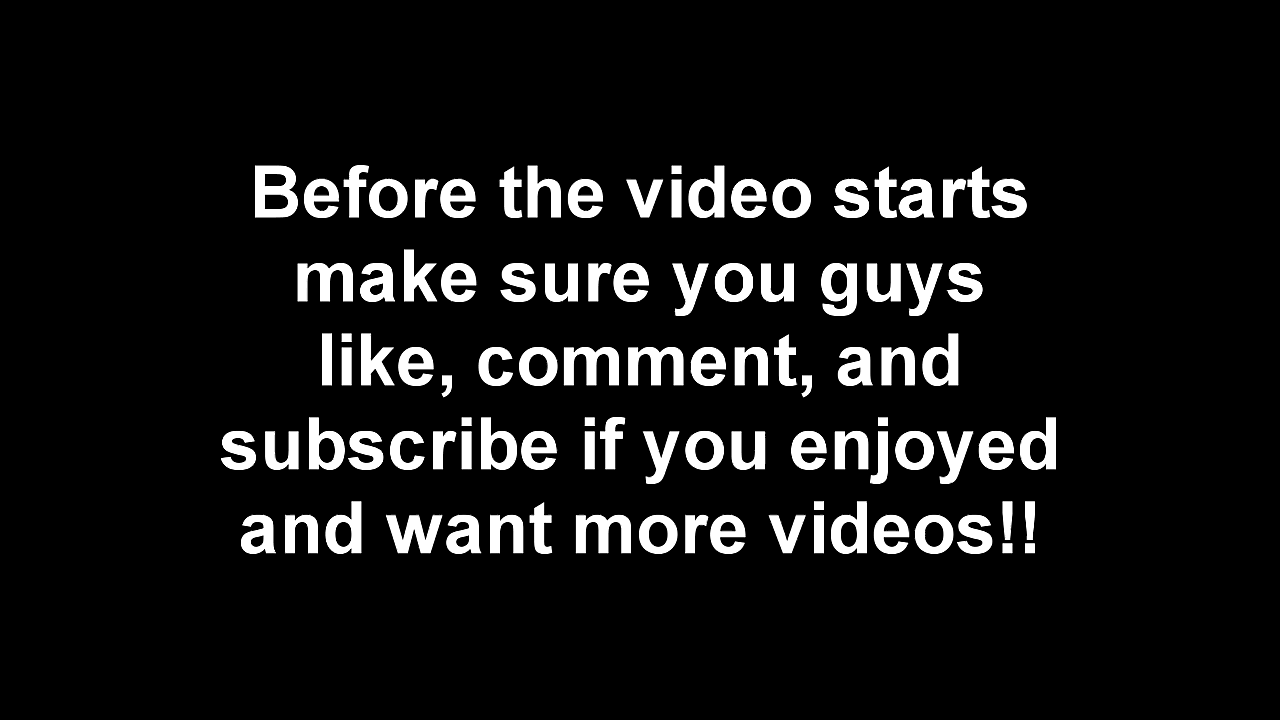 Before the video starts
make sure you guys
like, comment, and
subscribe if you enjoyed
and want more videos!!